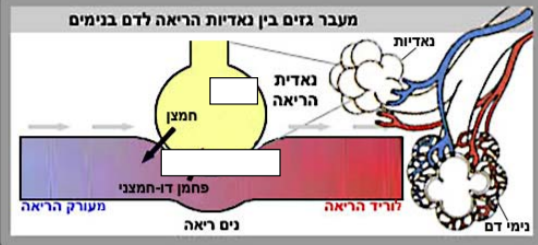 מעבר גזים בין נאדיות הריאה לדם בנימים
נאדיות
נאדית
הריאה
חמצן
פחמן דו-חמצני
מעורק הריאה
לוריד הריאה
נים ריאה
נימי דם